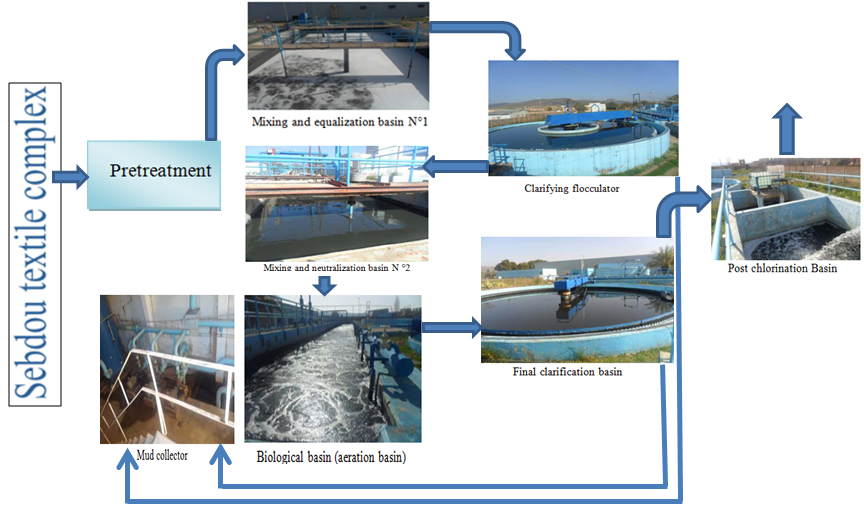 Sebdou textile complex
Pretreatment
Mixing and equalization basin N°1
Clarifying flocculator
Mixing and neutralization basin N °2
Post chlorination Basin
Final clarification basin
Mud collector
Biological basin (aeration basin)